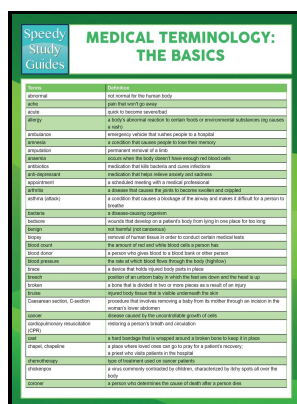 Speedy
Study
Guides
MEDICAL TERMINOLOGY:
THE BASICS
Terms Definition
abnormal not normal for the human body
ache pain that won't go away
acute quick to become severe/bad
allergy a body's abnormal reaction to certain foods or environmental substances (eg causes
a rash)
ambulance emergency vehicle that rushes people to a hospital
amnesia a condition that causes people to lose their memory
amputation permanent removal of a limb
anaemia occurs when the body doesn't have enough red blood cells
antibiotics medication that kills bacteria and cures infections
anti-depressant medication that helps relieve anxiety and sadness
appointment a scheduled meeting with a medical professional
arthritis a disease that causes the joints to become swollen and crippled
asthma (attack) a condition that causes a blockage of the airway and makes it difficult for a person to
breathe
bacteria a disease-causing organism
bedsore wounds that develop on a patient's body from lying in one place for too long
benign not harmful (not cancerous)
biopsy removal of human tissue in order to conduct certain medical tests
blood count the amount of red and white blood cells a person has
blood donor a person who gives blood to a blood bank or other person
blood pressure the rate at which blood flows through the body (high/low)
brace a device that holds injured body parts in place
breech position of an unborn baby in which the feet are down and the head is up
broken a bone that is divided in two or more pieces as a result of an injury
bruise injured body tissue that is visible underneath the skin
Caesarean section, C-section procedure that involves removing a baby from its mother through an incision in the
woman's lower abdomen
cancer disease caused by the uncontrollable growth of cells
cardiopulmonary resuscitation restoring a person's breath and circulation
(CPR)
cast a hard bandage that is wrapped around a broken bone to keep it in place
chapel, chapeline a place where loved ones can go to pray for a patient's recovery;
a priest who visits patients in the hospital
chemotherapy type of treatment used on cancer patients
chickenpox a virus commonly contracted by children, characterized by itchy spots all over the
body
coroner a person who determines the cause of death after a person dies